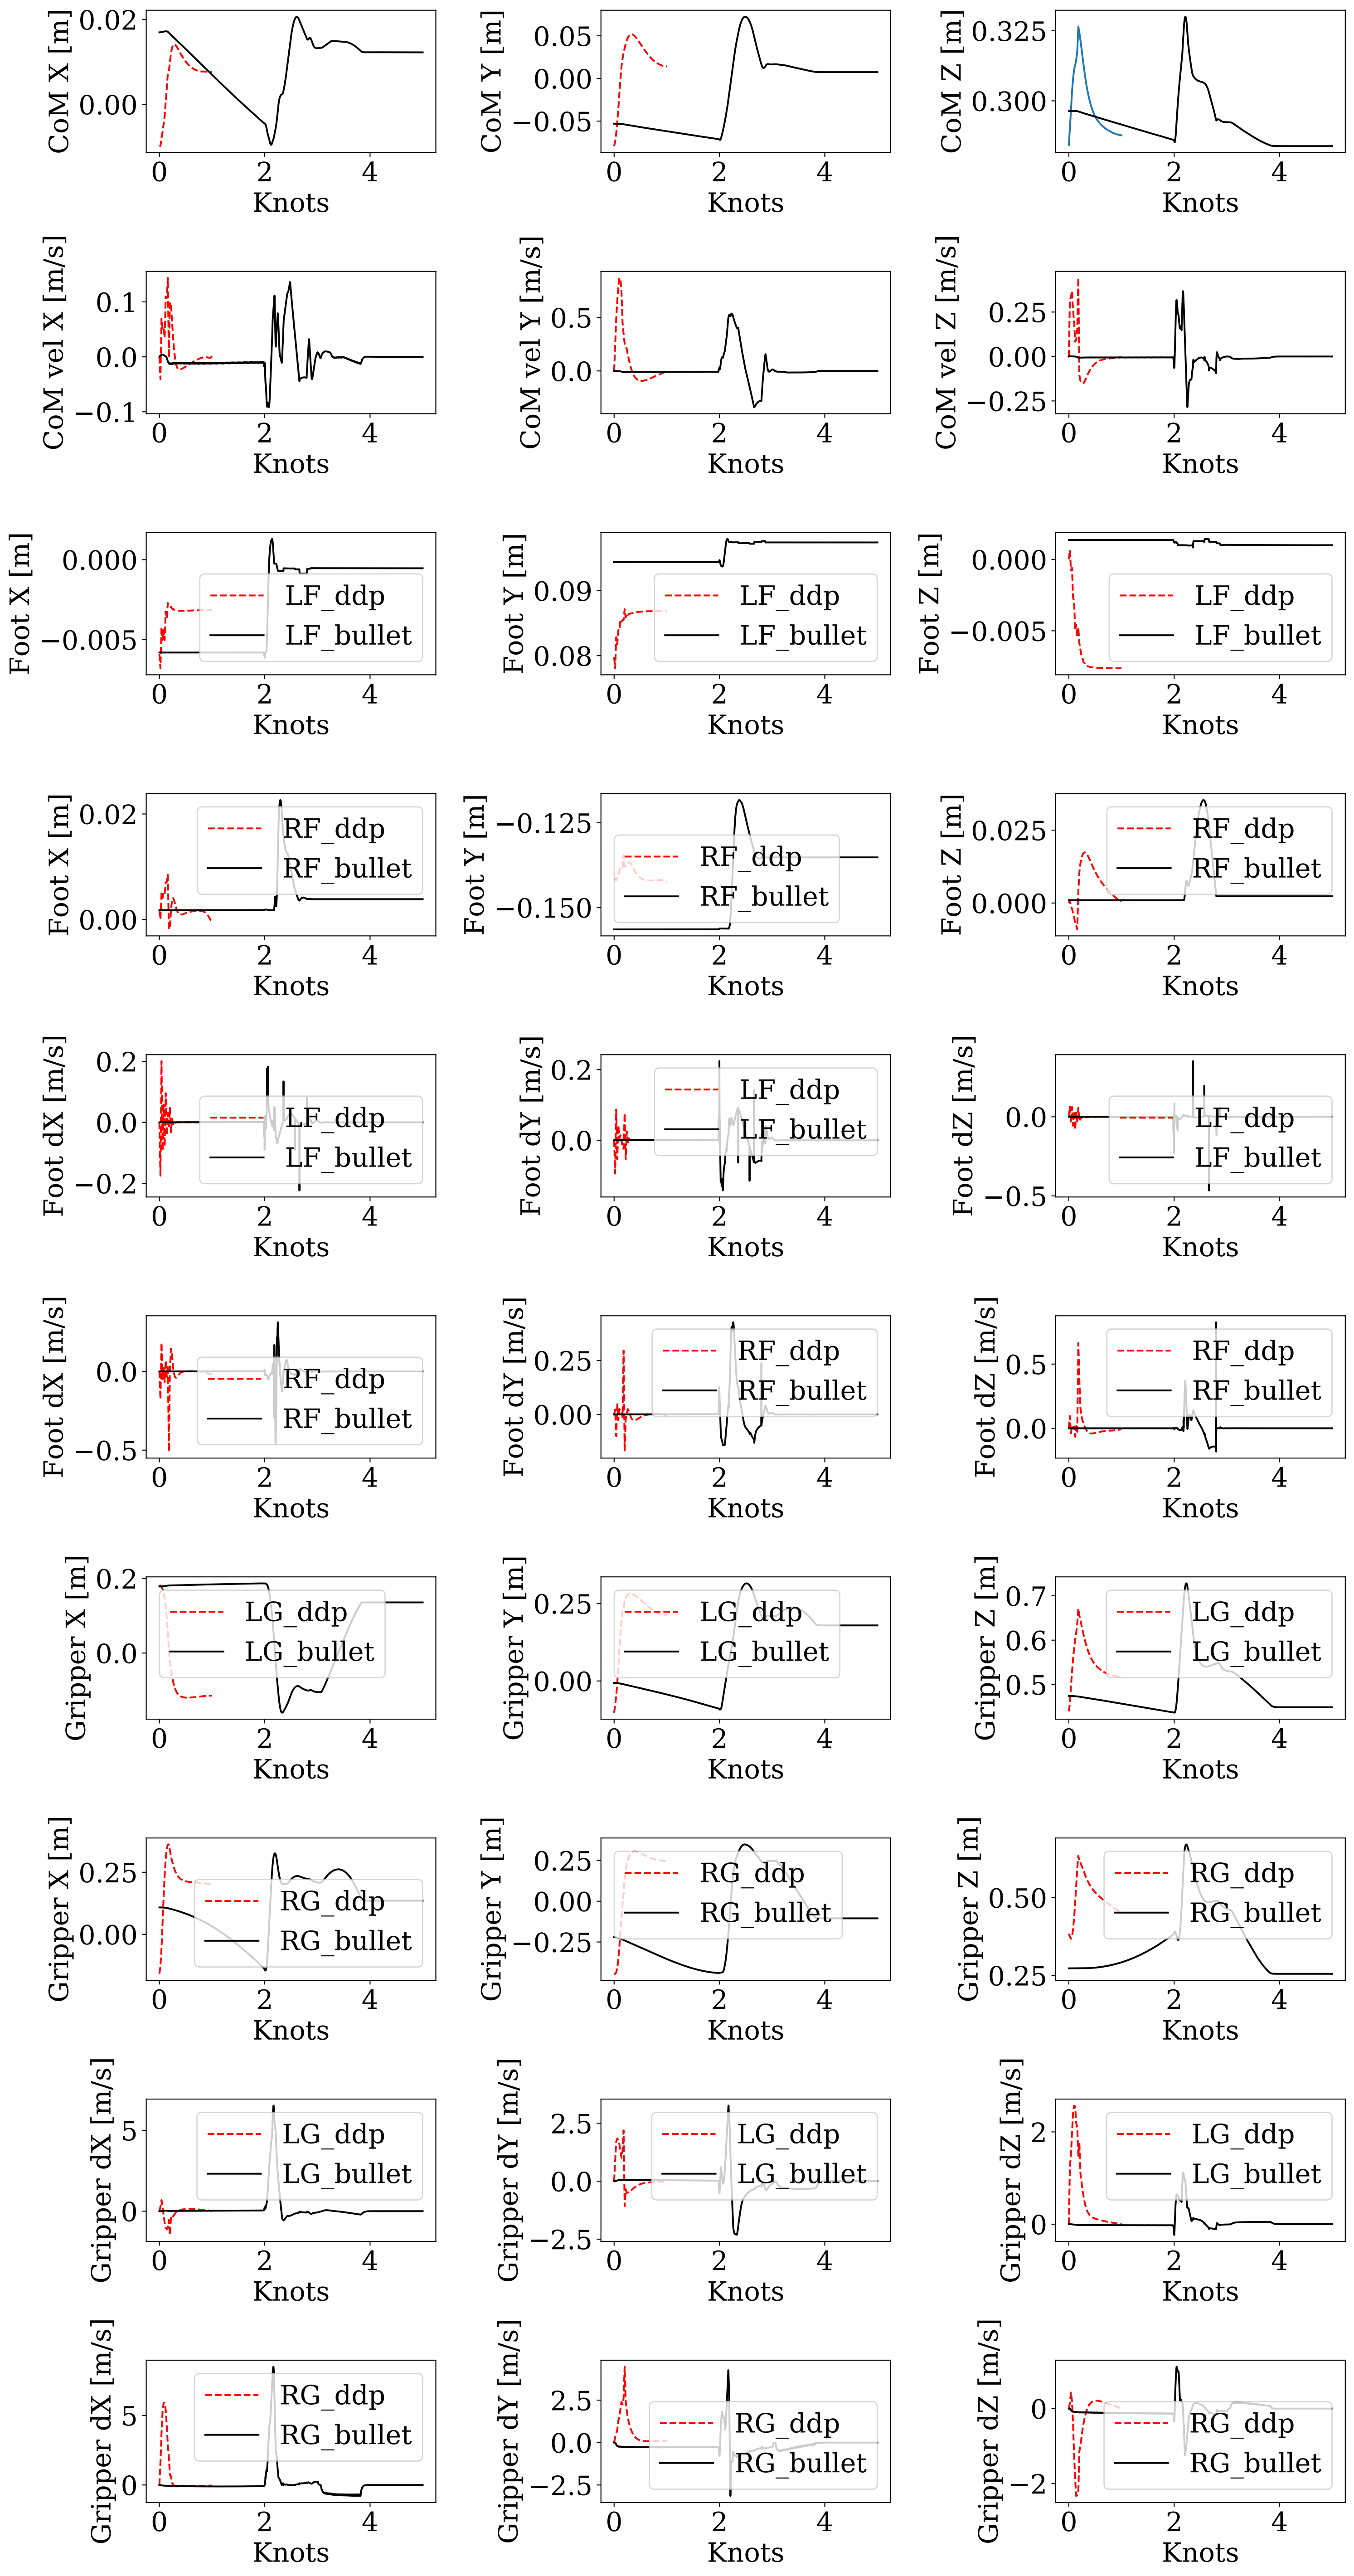 CoM X [m]
0.02
0.00
0 2 4
Knots
CoM Y [m]
0.05
0.00
−0.05
0 2 4
Knots
CoM Z [m]
0.325
0.300
0 2 4
Knots
CoM vel X [m/s]
0.1
0.0
−0.1
0 2 4
Knots
CoM vel Y [m/s]
0.5
0.0
0 2 4
Knots
CoM vel Z [m/s]
0.25
0.00
−0.25
0 2 4
Knots
Foot X [m]
0.000
−0.005
LF_ddp
LF_bullet
0 2 4
Knots
Foot Y [m]
0.09
0.08
LF_ddp
LF_bullet
0 2 4
Knots
Foot Z [m]
0.000
−0.005
LF_ddp
LF_bullet
0 2 4
Knots
Foot X [m]
0.02
0.00
RF_ddp
RF_bullet
0 2 4
Knots
Foot Y [m]
−0.125
−0.150
RF_ddp
RF_bullet
0 2 4
Knots
Foot Z [m]
0.025
0.000
RF_ddp
RF_bullet
0 2 4
Knots
Foot dX [m/s]
0.2
0.0
−0.2
LF_ddp
LF_bullet
0 2 4
Knots
Foot dY [m/s]
0.2
0.0
LF_ddp
LF_bullet
0 2 4
Knots
Foot dZ [m/s]
0.0
−0.5
LF_ddp
LF_bullet
0 2 4
Knots
Foot dX [m/s]
0.0
−0.5
RF_ddp
RF_bullet
0 2 4
Knots
Foot dY [m/s]
0.25
0.00
RF_ddp
RF_bullet
0 2 4
Knots
Foot dZ [m/s]
0.5
0.0
RF_ddp
RF_bullet
0 2 4
Knots
Gripper X [m]
0.2
0.0
LG_ddp
LG_bullet
0 2 4
Knots
Gripper Y [m]
0.25
0.00
LG_ddp
LG_bullet
0 2 4
Knots
Gripper Z [m]
0.7
0.6
0.5
LG_ddp
LG_bullet
0 2 4
Knots
Gripper X [m]
0.25
0.00
RG_ddp
RG_bullet
0 2 4
Knots
Gripper Y [m]
0.25
0.00
−0.25
RG_ddp
RG_bullet
0 2 4
Knots
Gripper Z [m]
0.50
0.25
RG_ddp
RG_bullet
0 2 4
Knots
Gripper dX [m/s]
5
0
LG_ddp
LG_bullet
0 2 4
Knots
Gripper dY [m/s]
2.5
0.0
−2.5
LG_ddp
LG_bullet
0 2 4
Knots
Gripper dZ [m/s]
2
0
LG_ddp
LG_bullet
0 2 4
Knots
Gripper dX [m/s]
5
0
RG_ddp
RG_bullet
0 2 4
Knots
Gripper dY [m/s]
2.5
0.0
−2.5
RG_ddp
RG_bullet
0 2 4
Knots
Gripper dZ [m/s]
0
−2
RG_ddp
RG_bullet
0 2 4
Knots